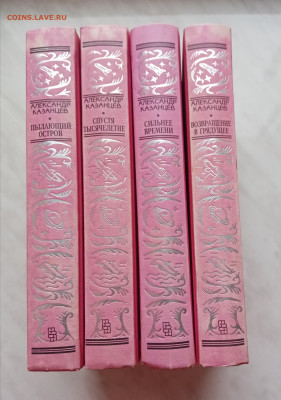 COINS.LAVE.RU
АЛЕКСАНДР
КАЗАНЦЕВ
ПЫЛАЮЩИЙ
ОСТРОВ
АЛЕКСАНДР
КАЗАНЦЕВ
СПУСТЯ
ТЫСЯЧЕЛЕТИЕ
АЛЕКСАНДР
КАЗАНЦЕВ
СИЛЬНЕЕ
ВРЕМЕНИ
АЛЕКСАНДР
КАЗАНЦЕВ
ВОЗВРАЩЕНИЕ
В ГРЯДУЩЕЕ